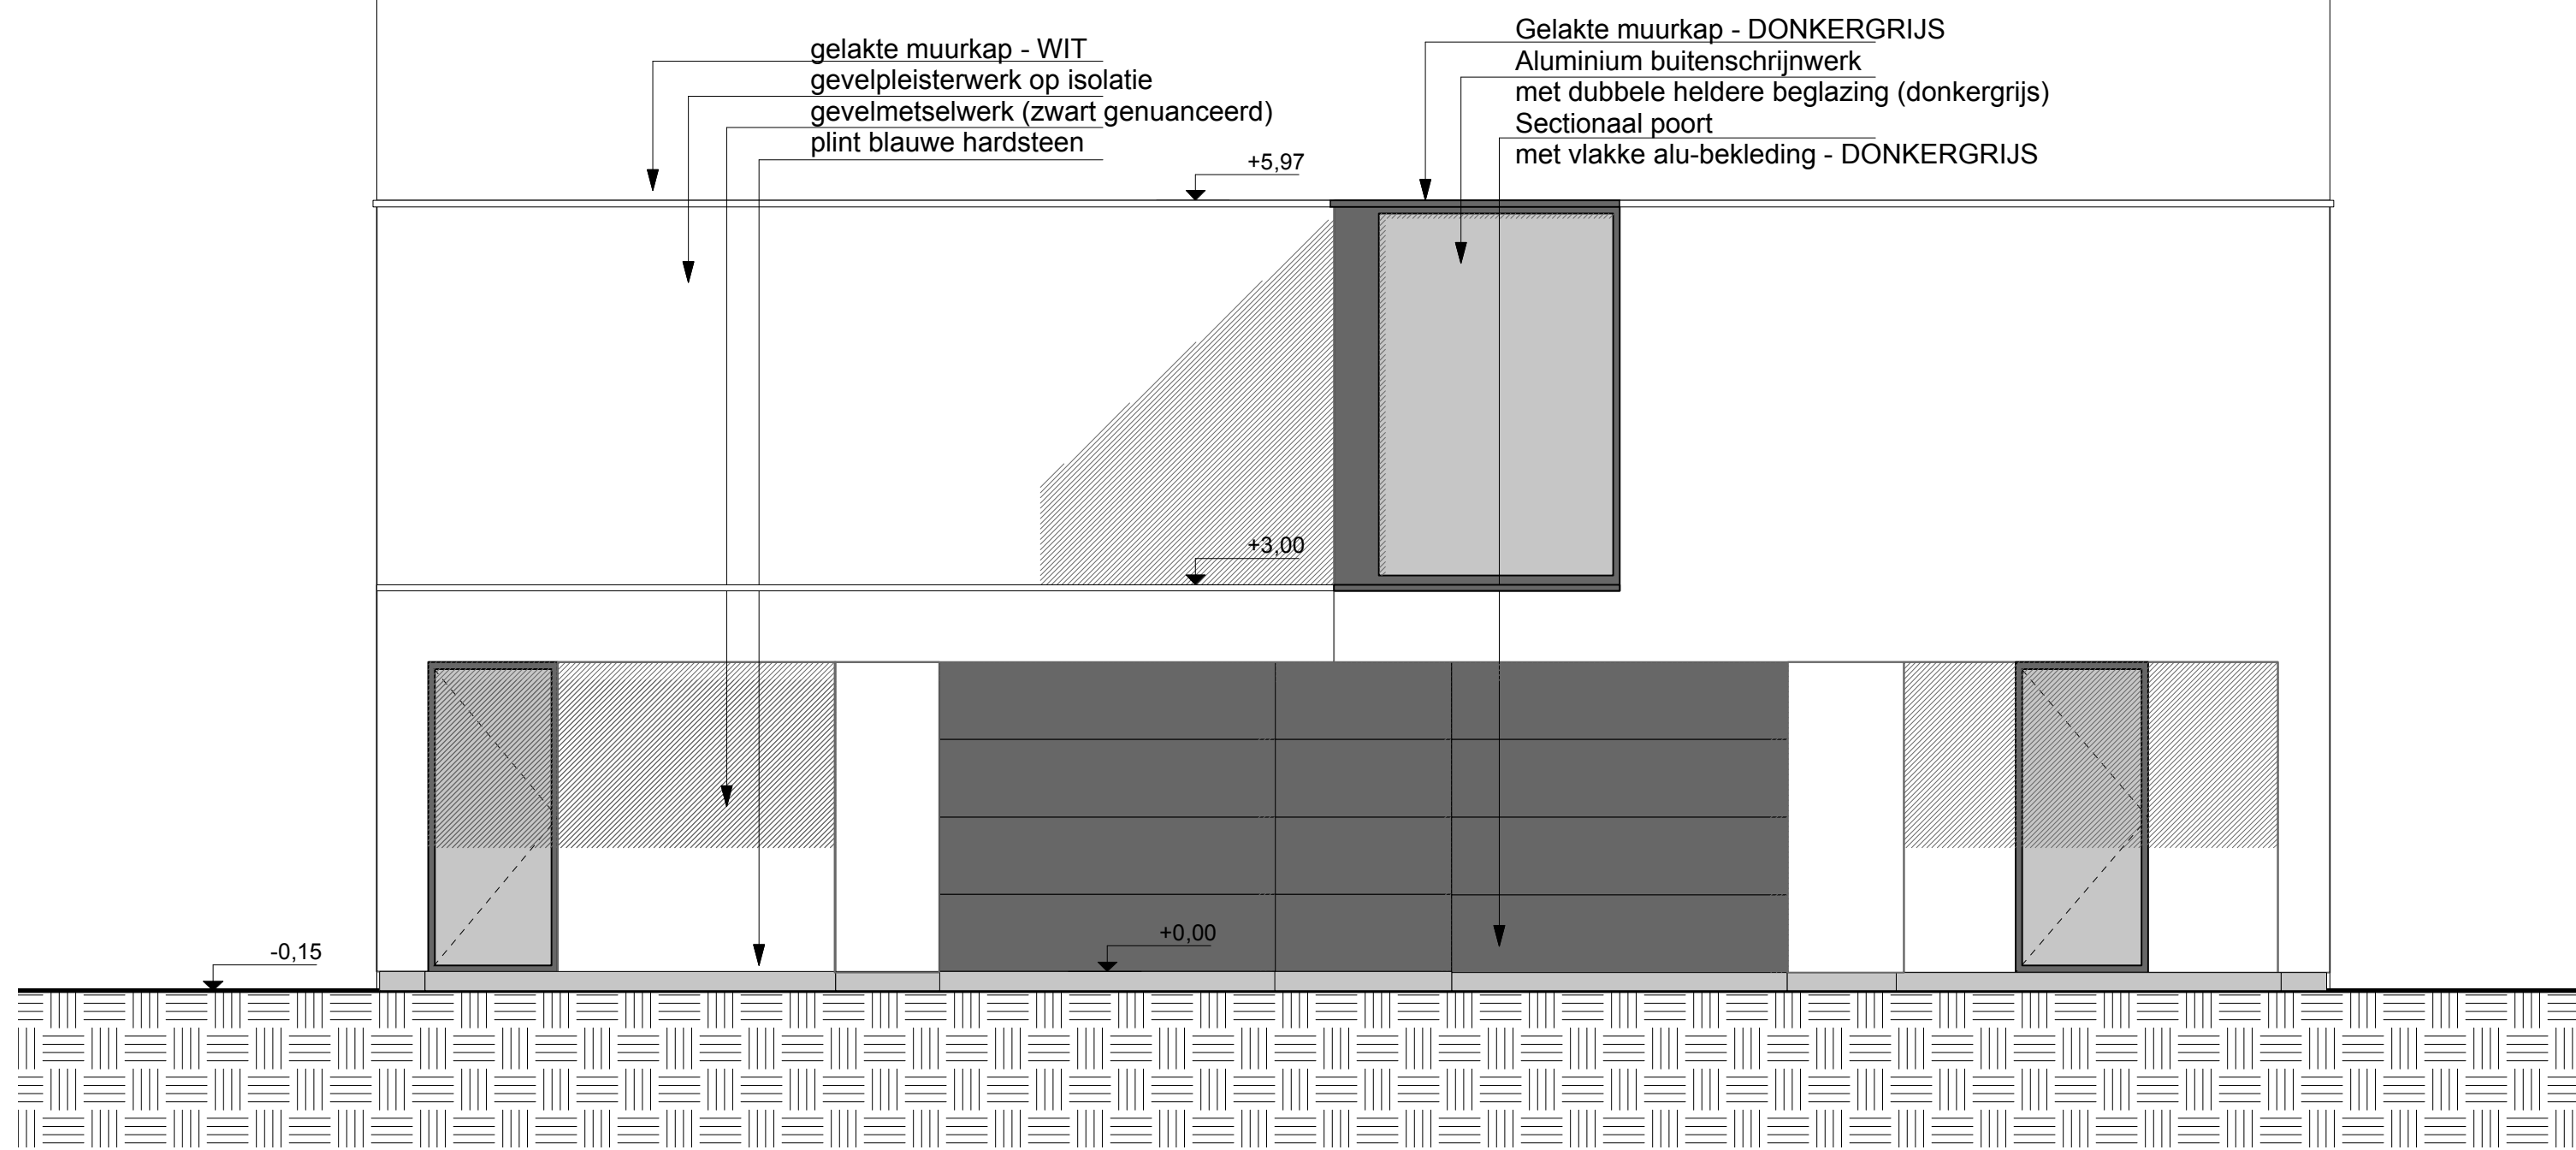 gelakte muurkap - WIT
gevelpleisterwerk op isolatie
gevelmetselwerk (zwart genuanceerd)
plint blauwe hardsteen
Gelakte muurkap - DONKERGRIJS
Aluminium buitenschrijnwerk
met dubbele heldere beglazing (donkergrijs)
Sectionaal poort
met vlakke alu-bekleding - DONKERGRIJS
+5,97
+3,00
+0,00
-0,15